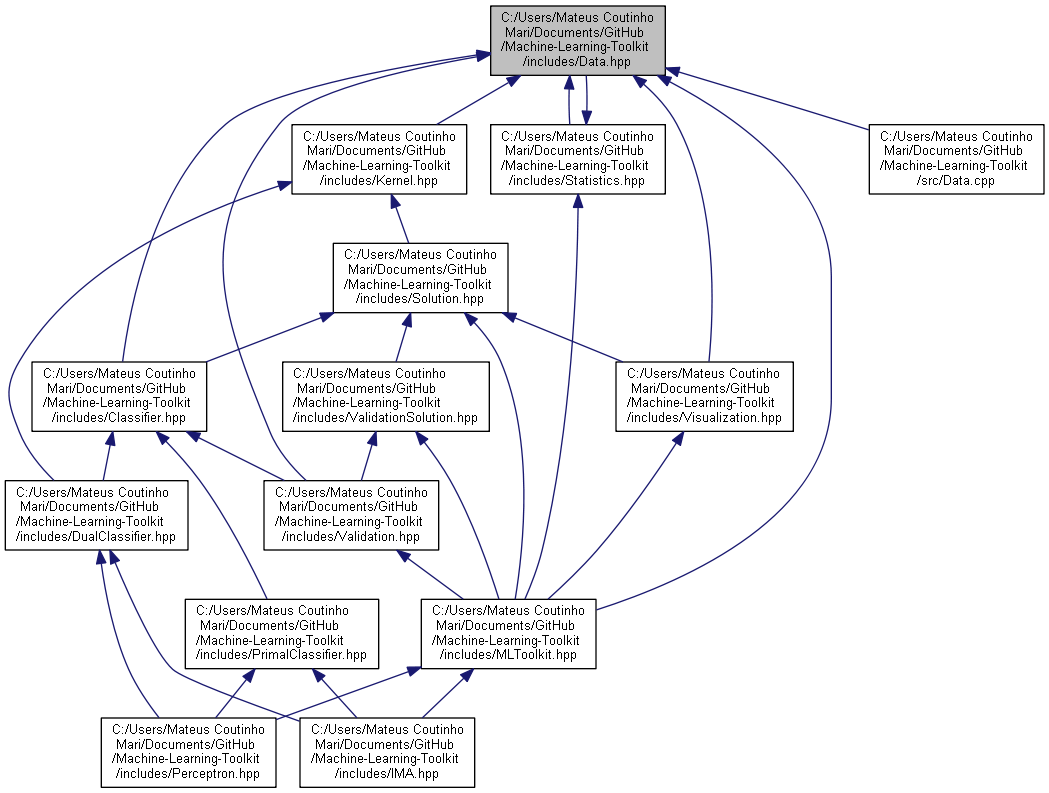 C:/Users/Mateus Coutinho
Mari/Documents/GitHub
/Machine-Learning-Toolkit
/includes/Data.hpp
C:/Users/Mateus Coutinho
Mari/Documents/GitHub
/Machine-Learning-Toolkit
/includes/Kernel.hpp
C:/Users/Mateus Coutinho
Mari/Documents/GitHub
/Machine-Learning-Toolkit
/includes/Statistics.hpp
C:/Users/Mateus Coutinho
Mari/Documents/GitHub
/Machine-Learning-Toolkit
/src/Data.cpp
C:/Users/Mateus Coutinho
Mari/Documents/GitHub
/Machine-Learning-Toolkit
/includes/Solution.hpp
C:/Users/Mateus Coutinho
Mari/Documents/GitHub
/Machine-Learning-Toolkit
/includes/Classifier.hpp
C:/Users/Mateus Coutinho
Mari/Documents/GitHub
/Machine-Learning-Toolkit
/includes/ValidationSolution.hpp
C:/Users/Mateus Coutinho
Mari/Documents/GitHub
/Machine-Learning-Toolkit
/includes/Visualization.hpp
C:/Users/Mateus Coutinho
Mari/Documents/GitHub
/Machine-Learning-Toolkit
/includes/DualClassifier.hpp
C:/Users/Mateus Coutinho
Mari/Documents/GitHub
/Machine-Learning-Toolkit
/includes/Validation.hpp
C:/Users/Mateus Coutinho
Mari/Documents/GitHub
/Machine-Learning-Toolkit
/includes/PrimalClassifier.hpp
C:/Users/Mateus Coutinho
Mari/Documents/GitHub
/Machine-Learning-Toolkit
/includes/MLToolkit.hpp
C:/Users/Mateus Coutinho
Mari/Documents/GitHub
/Machine-Learning-Toolkit
/includes/Perceptron.hpp
C:/Users/Mateus Coutinho
Mari/Documents/GitHub
/Machine-Learning-Toolkit
/includes/IMA.hpp